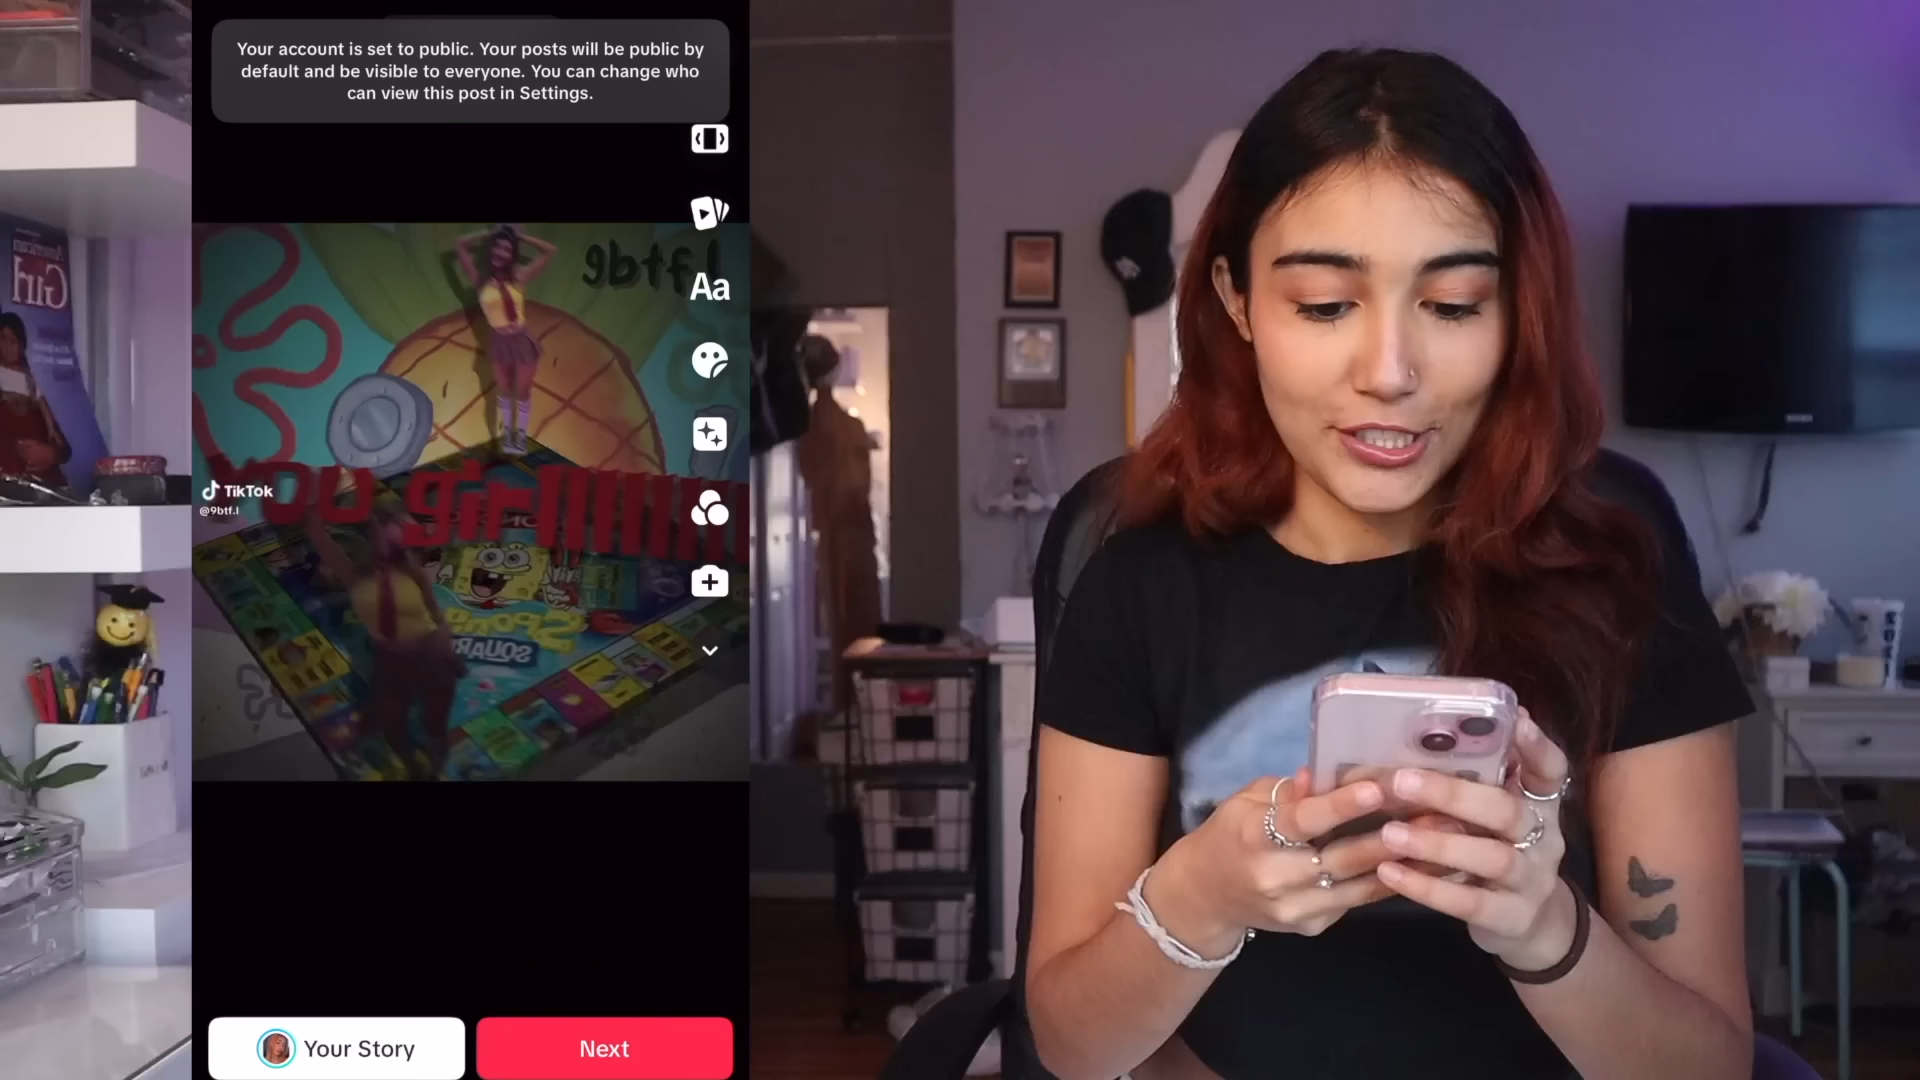 Your account is set to public. Your posts will be public by
default and be visible to everyone. You can change who
can view this post in Settings.
9btf.l
Aa
you girlllllllll
TikTok
@9btf.l
Your Story
Next